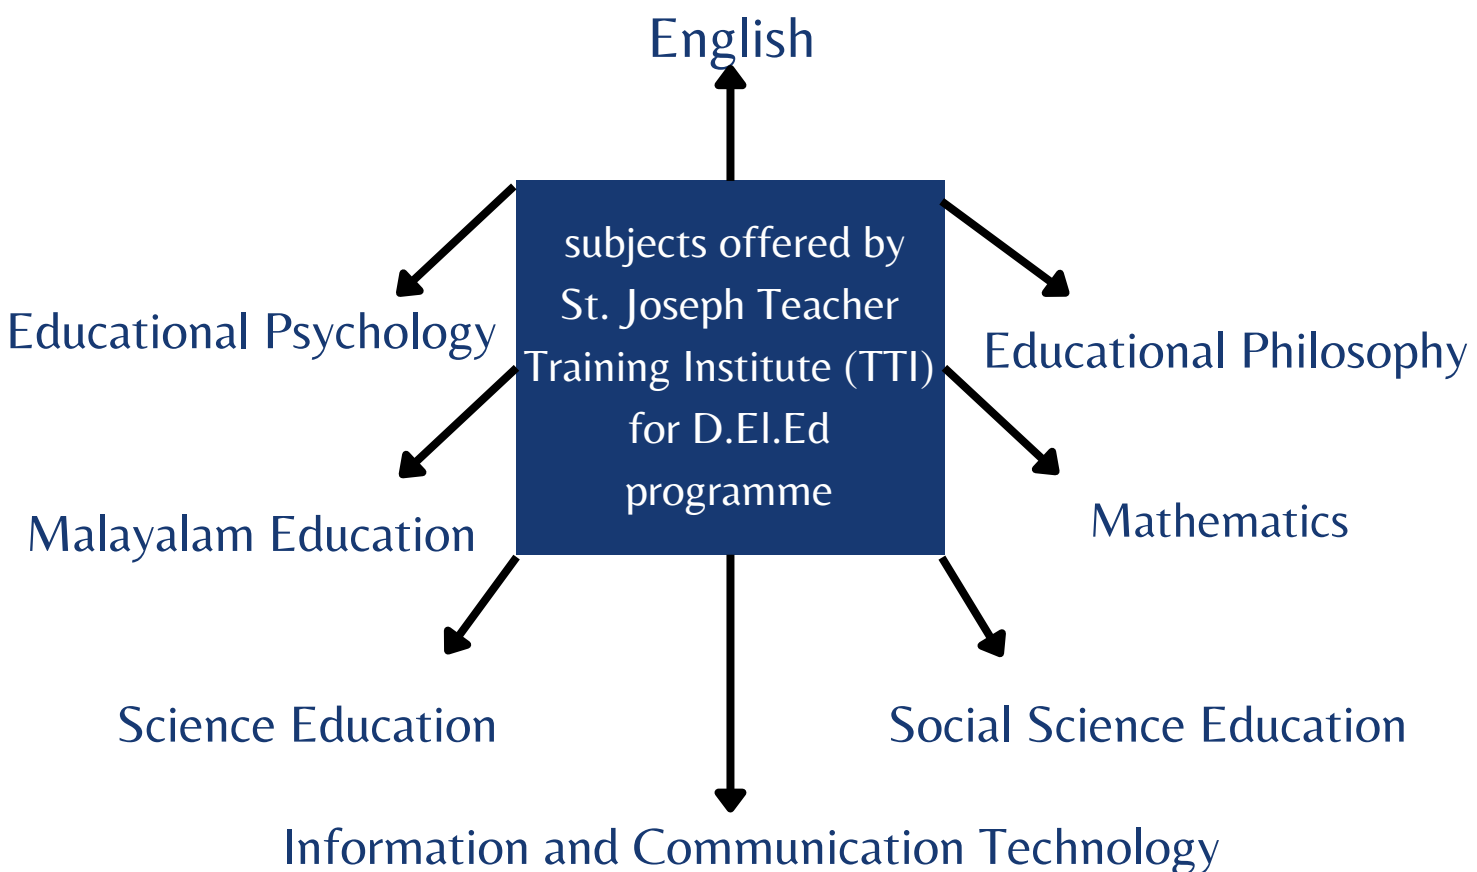 English
subjects offered by
St. Joseph Teacher
Training Institute (TTI)
for D.El.Ed
programme
Educational Psychology
Educational Philosophy
Malayalam Education
Mathematics
Science Education
Social Science Education
Information and Communication Technology